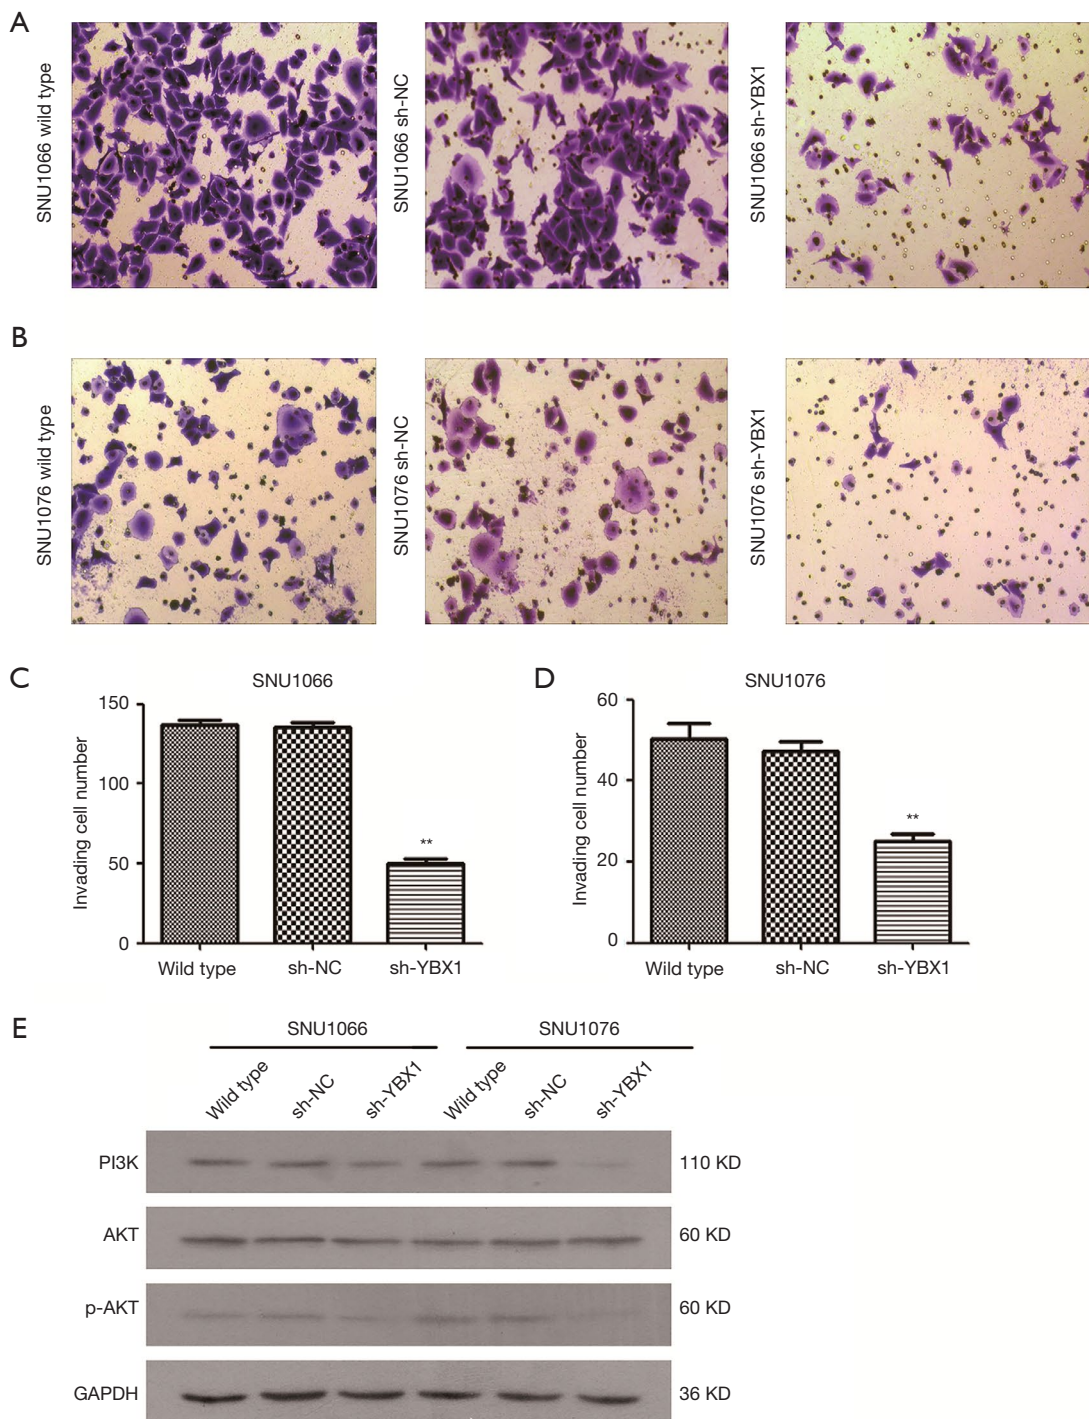 A
SNU1066 wild type
SNU1066 sh-NC
SNU1066 sh-YBX1
B
SNU1076 wild type
SNU1076 sh-NC
SNU1076 sh-YBX1
C
SNU1066
Invading cell number
150
100
50
0
**
Wild type
sh-NC
sh-YBX1
D
SNU1076
Invading cell number
60
40
20
0
**
Wild type
sh-NC
sh-YBX1
E
SNU1066
SNU1076
Wild type
sh-NC
sh-YBX1
Wild type
sh-NC
sh-YBX1
PI3K
110 KD
AKT
60 KD
p-AKT
60 KD
GAPDH
36 KD